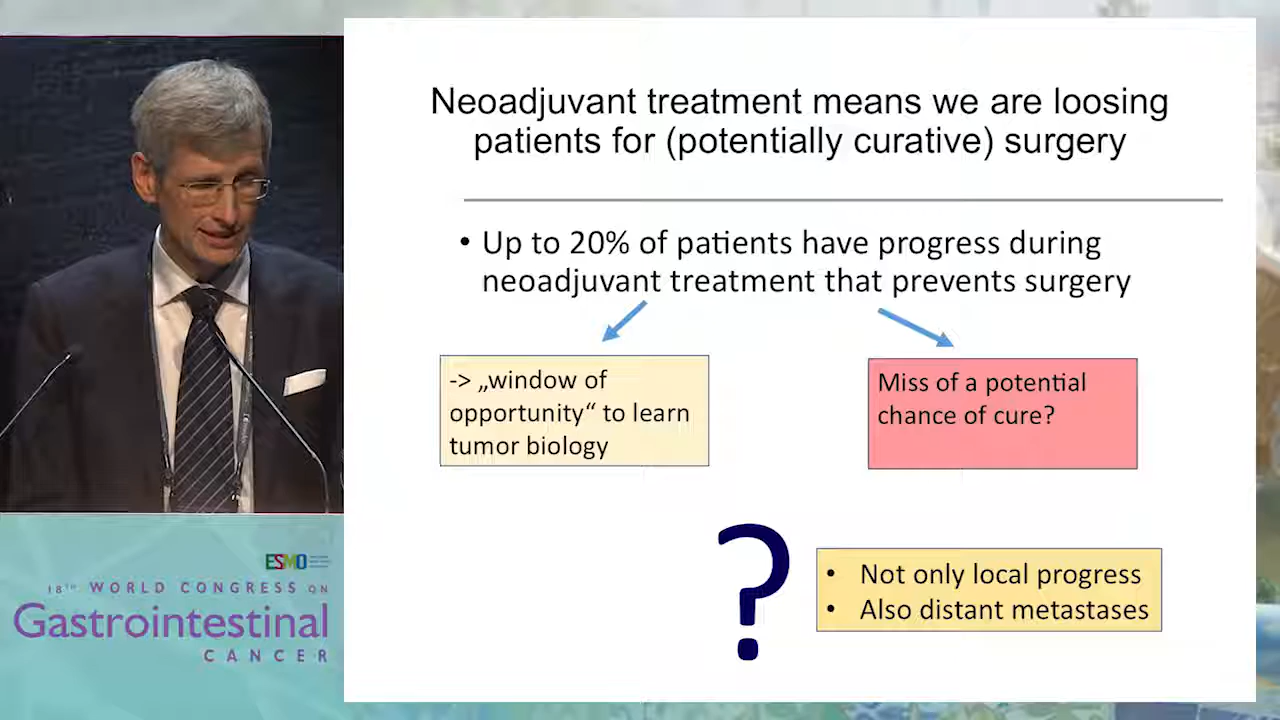 Neoadjuvant treatment means we are loosing
patients for (potentially curative) surgery
• Up to 20% of patients have progress during
neoadjuvant treatment that prevents surgery
-> „window of
opportunity“ to learn
tumor biology
Miss of a potential
chance of cure?
?
• Not only local progress
• Also distant metastases
ESMO
18TH WORLD CONGRESS ON
Gastrointestinal
CANCER